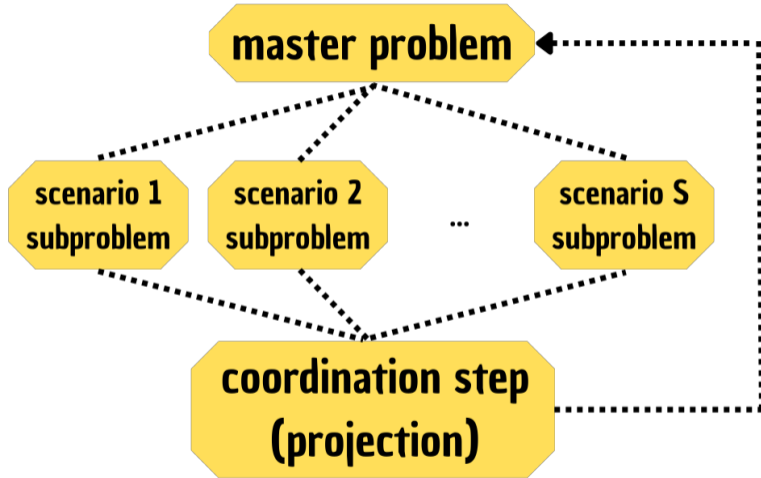 master problem
scenario 1
subproblem
scenario 2
subproblem
...
scenario S
subproblem
coordination step
(projection)